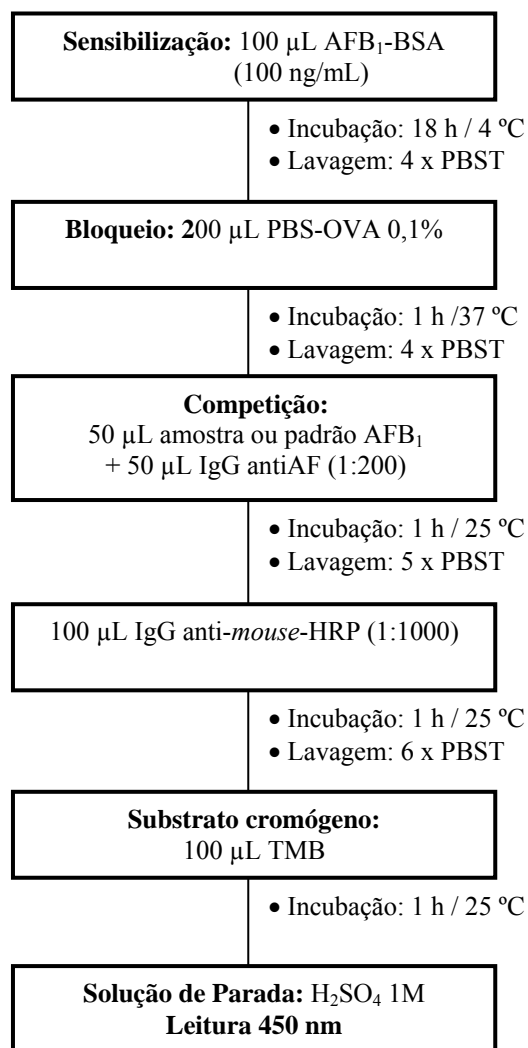 Sensibilização: 100 µL AFB₁-BSA
(100 ng/mL)
• Incubação: 18 h / 4 ºC
• Lavagem: 4 x PBST
Bloqueio: 200 µL PBS-OVA 0,1%
• Incubação: 1 h /37 ºC
• Lavagem: 4 x PBST
Competição:
50 µL amostra ou padrão AFB₁
+ 50 µL IgG antiAF (1:200)
• Incubação: 1 h / 25 ºC
• Lavagem: 5 x PBST
100 µL IgG anti-mouse-HRP (1:1000)
• Incubação: 1 h / 25 ºC
• Lavagem: 6 x PBST
Substrato cromógeno:
100 µL TMB
• Incubação: 1 h / 25 ºC
Solução de Parada: H₂SO₄ 1M
Leitura 450 nm